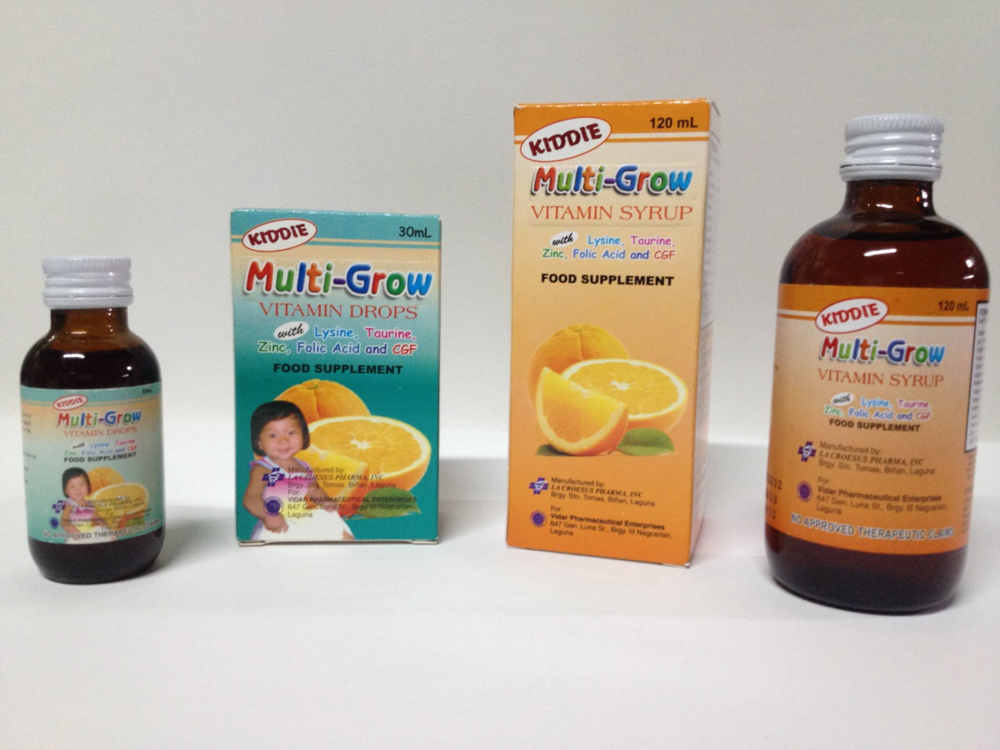 KIDDIE
30mL
Multi-Grow
VITAMIN DROPS
with Lysine, Taurine,
Zinc, Folic Acid and CGF
FOOD SUPPLEMENT
NO APPROVED THERAPEUTIC CLAIMS
KIDDIE
30mL
Multi-Grow
VITAMIN DROPS
with Lysine, Taurine,
Zinc, Folic Acid and CGF
FOOD SUPPLEMENT
Manufactured by:
LA CROESUS PHARMA, INC
Brgy. Sto. Tomas, Biñan, Laguna
For:
VIDAR PHARMACEUTICAL ENTERPRISES
647 Gen. Luna St., Brgy. III Nagcarlan,
Laguna
KIDDIE
120 mL
Multi-Grow
VITAMIN SYRUP
with Lysine, Taurine,
Zinc, Folic Acid and CGF
FOOD SUPPLEMENT
Manufactured by:
LA CROESUS PHARMA, INC
Brgy. Sto. Tomas, Biñan, Laguna
For:
Vidar Pharmaceutical Enterprises
647 Gen. Luna St., Brgy. III Nagcarlan,
Laguna
KIDDIE
120 mL
Multi-Grow
VITAMIN SYRUP
with Lysine, Taurine,
Zinc, Folic Acid and CGF
FOOD SUPPLEMENT
Manufactured by:
LA CROESUS PHARMA, INC
Brgy. Sto. Tomas, Biñan, Laguna
For:
Vidar Pharmaceutical Enterprises
647 Gen. Luna St., Brgy. III Nagcarlan,
Laguna
NO APPROVED THERAPEUTIC CLAIMS